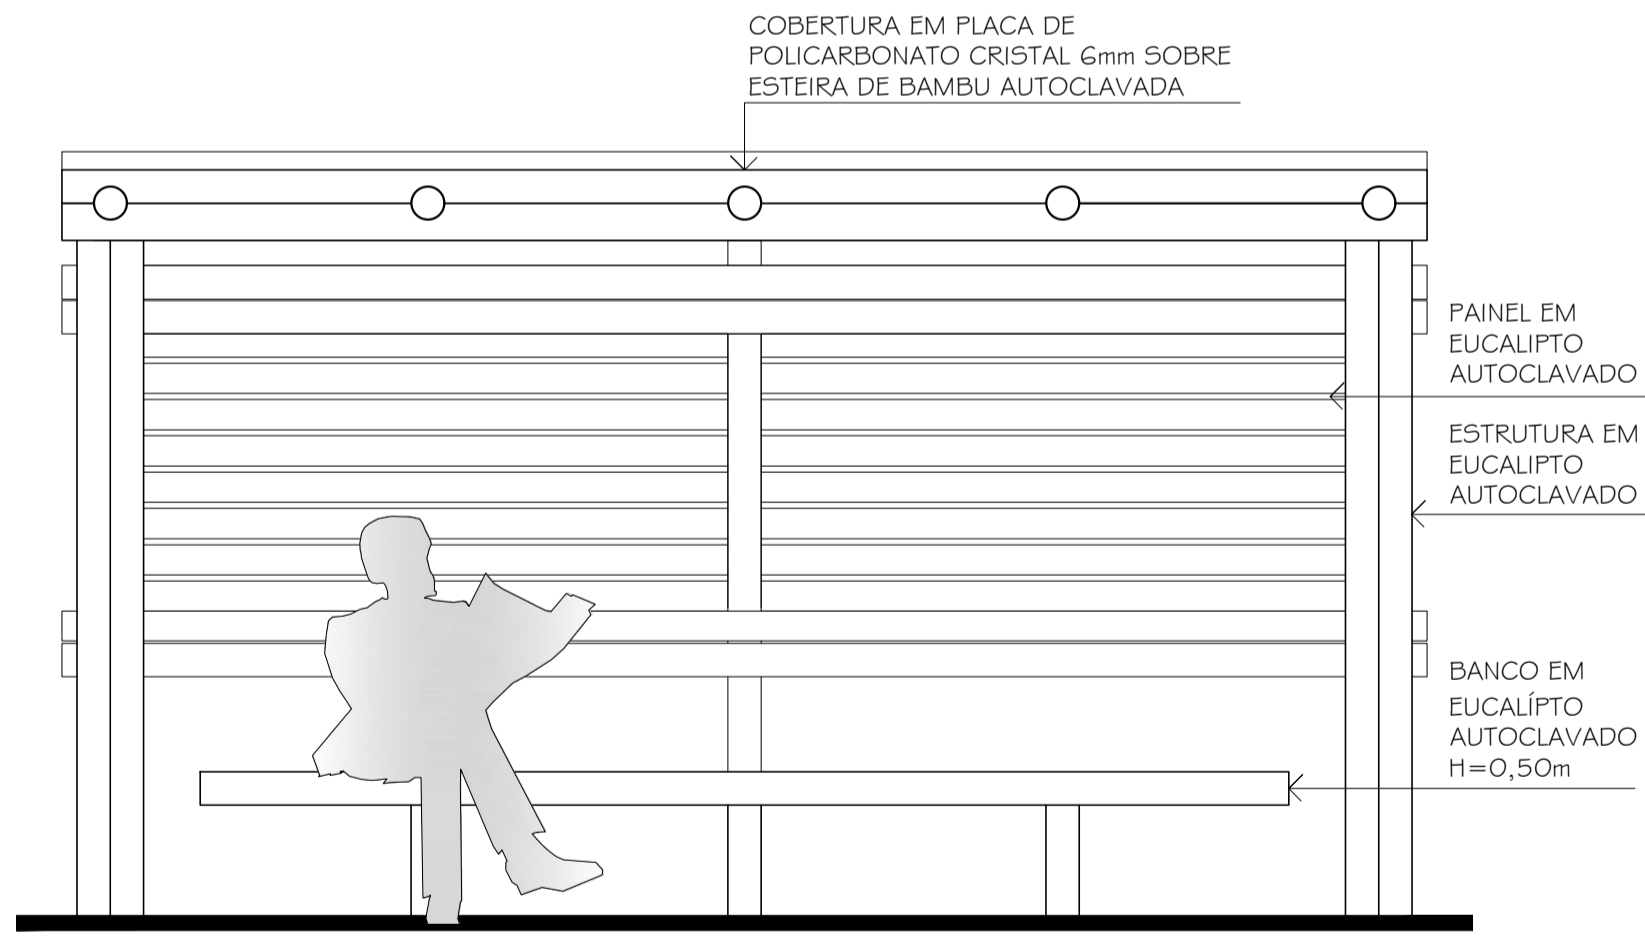 COBERTURA EM PLACA DE
POLICARBONATO CRISTAL 6mm SOBRE
ESTEIRA DE BAMBU AUTOCLAVADA
PAINEL EM
EUCALIPTO
AUTOCLAVADO
ESTRUTURA EM
EUCALIPTO
AUTOCLAVADO
BANCO EM
EUCALÍPTO
AUTOCLAVADO
H=0,50m